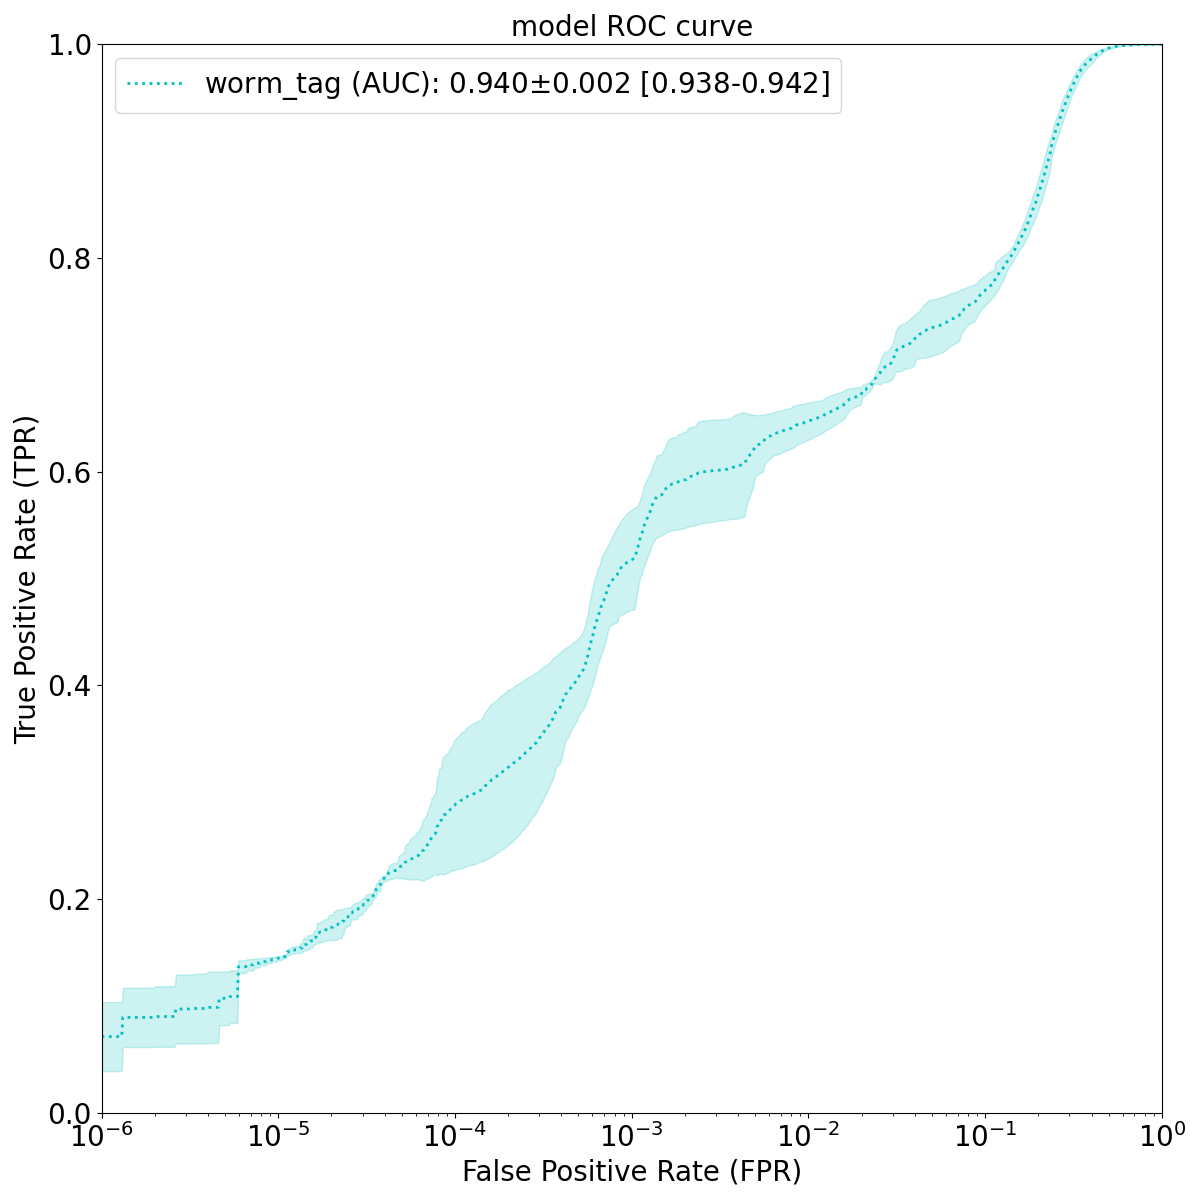 model ROC curve
worm_tag (AUC): 0.940±0.002 [0.938-0.942]
1.0
0.8
0.6
0.4
0.2
0.0
True Positive Rate (TPR)
10⁻⁶ 10⁻⁵ 10⁻⁴ 10⁻³ 10⁻² 10⁻¹ 10⁰
False Positive Rate (FPR)